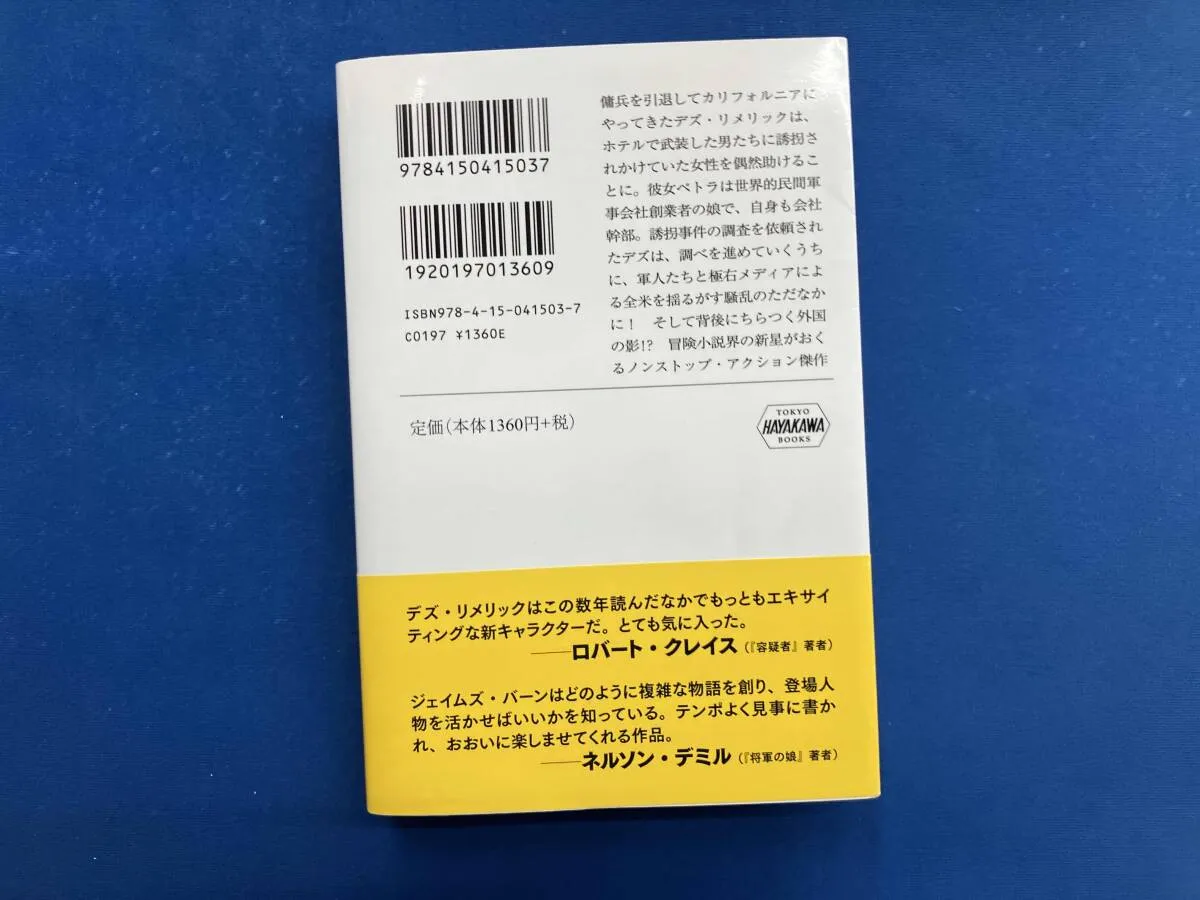 9784150415037
1920197013609
ISBN978-4-15-041503-7
C0197 ¥1360E
傭兵を引退してカリフォルニアに
やってきたデズ・リメリックは、
ホテルで武装した男たちに誘拐さ
れかけていた女性を偶然助けるこ
とに。彼女ペトラは世界的民間軍
事会社創業者の娘で、自身も会社
幹部。誘拐事件の調査を依頼され
たデズは、調べを進めていくうち
に、軍人たちと極右メディアによ
る全米を揺るがす騒乱のただなか
に！　そして背後にちらつく外国
の影!?　冒険小説界の新星がおく
るノンストップ・アクション傑作
定価(本体1360円+税)
TOKYO
HAYAKAWA
BOOKS
デズ・リメリックはこの数年読んだなかでもっともエキサイ
ティングな新キャラクターだ。とても気に入った。
――ロバート・クレイス(『容疑者』著者)
ジェイムズ・バーンはどのように複雑な物語を創り、登場人
物を活かせばいいかを知っている。テンポよく見事に書か
れ、おおいに楽しませてくれる作品。
――ネルソン・デミル(『将軍の娘』著者)